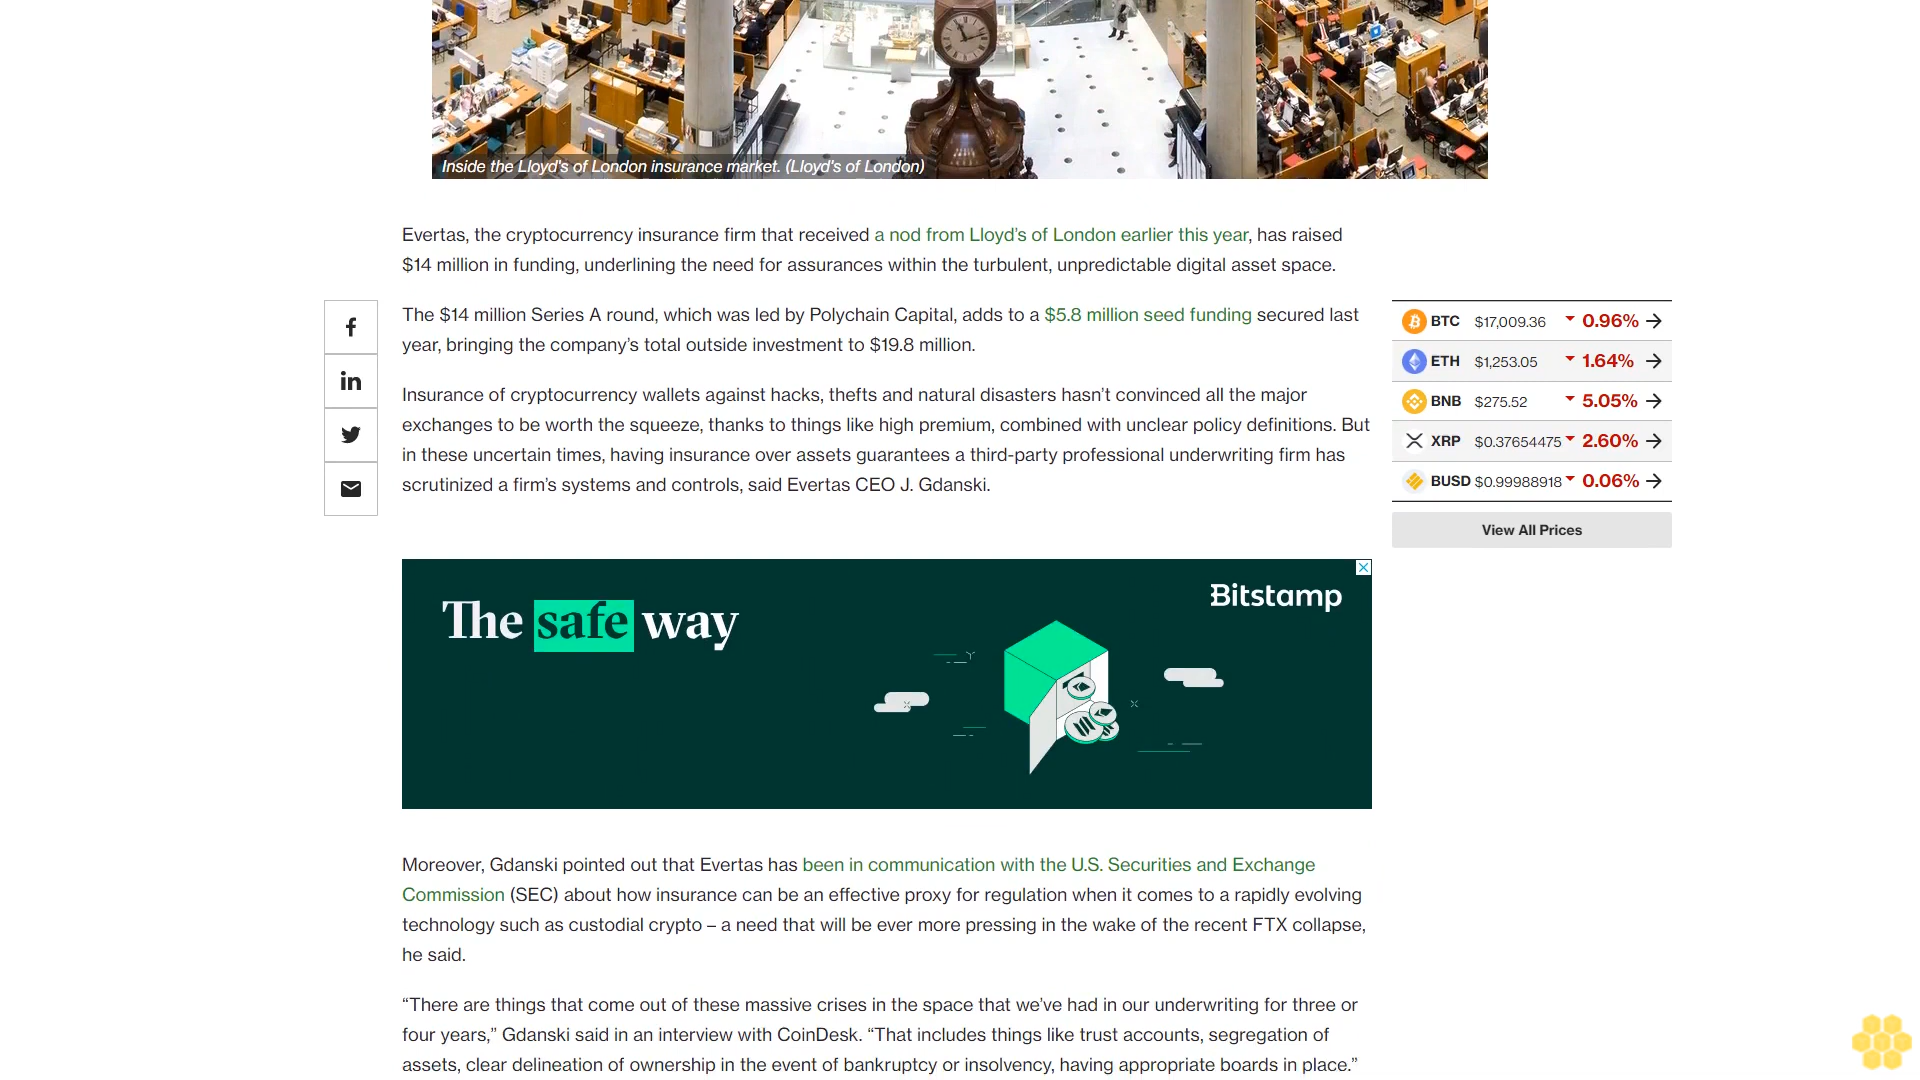 Inside the Lloyd's of London insurance market. (Lloyd's of London)
Evertas, the cryptocurrency insurance firm that received a nod from Lloyd’s of London earlier this year, has raised
$14 million in funding, underlining the need for assurances within the turbulent, unpredictable digital asset space.
The $14 million Series A round, which was led by Polychain Capital, adds to a $5.8 million seed funding secured last
year, bringing the company’s total outside investment to $19.8 million.
Insurance of cryptocurrency wallets against hacks, thefts and natural disasters hasn’t convinced all the major
exchanges to be worth the squeeze, thanks to things like high premium, combined with unclear policy definitions. But
in these uncertain times, having insurance over assets guarantees a third-party professional underwriting firm has
scrutinized a firm’s systems and controls, said Evertas CEO J. Gdanski.
BTC $17,009.36 0.96%
ETH $1,253.05 1.64%
BNB $275.52 5.05%
XRP $0.37654475 2.60%
BUSD $0.99988918 0.06%
View All Prices
The safe way
Bitstamp
Moreover, Gdanski pointed out that Evertas has been in communication with the U.S. Securities and Exchange
Commission (SEC) about how insurance can be an effective proxy for regulation when it comes to a rapidly evolving
technology such as custodial crypto – a need that will be ever more pressing in the wake of the recent FTX collapse,
he said.
“There are things that come out of these massive crises in the space that we’ve had in our underwriting for three or
four years,” Gdanski said in an interview with CoinDesk. “That includes things like trust accounts, segregation of
assets, clear delineation of ownership in the event of bankruptcy or insolvency, having appropriate boards in place.”